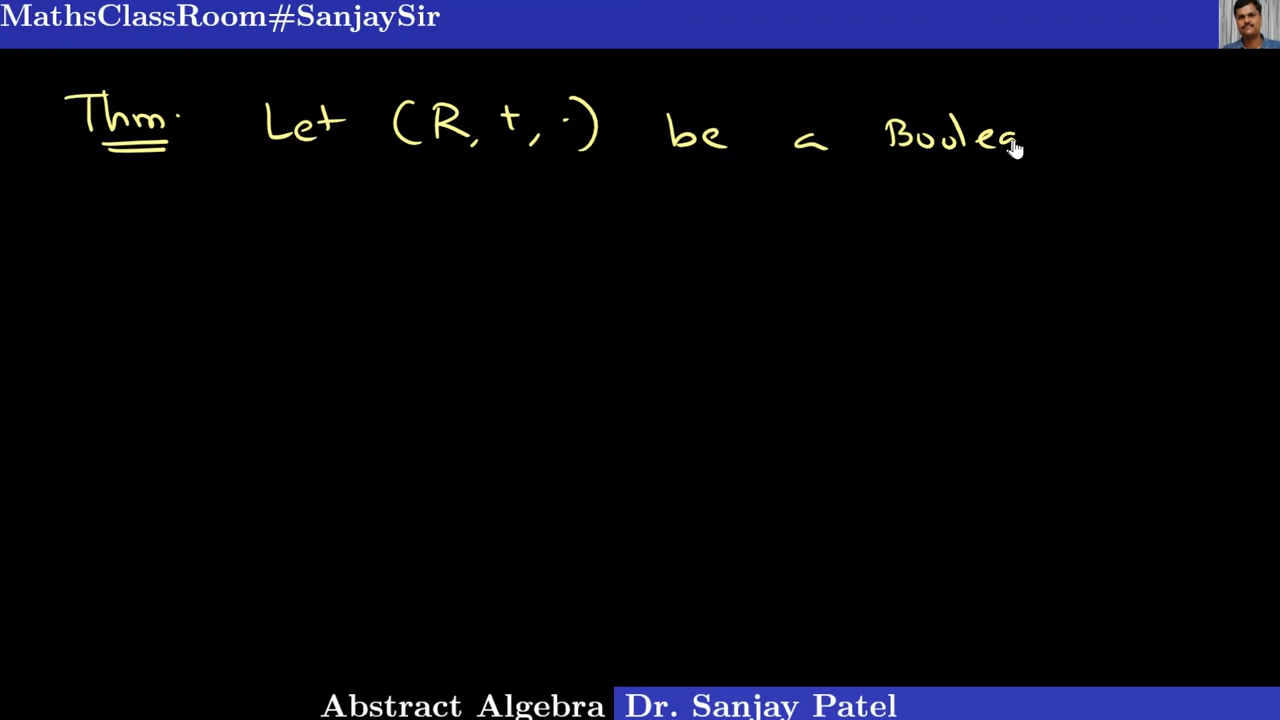 MathsClassRoom#SanjaySir
Thm. Let (R, +, ·) be a Boolea
Abstract Algebra Dr. Sanjay Patel